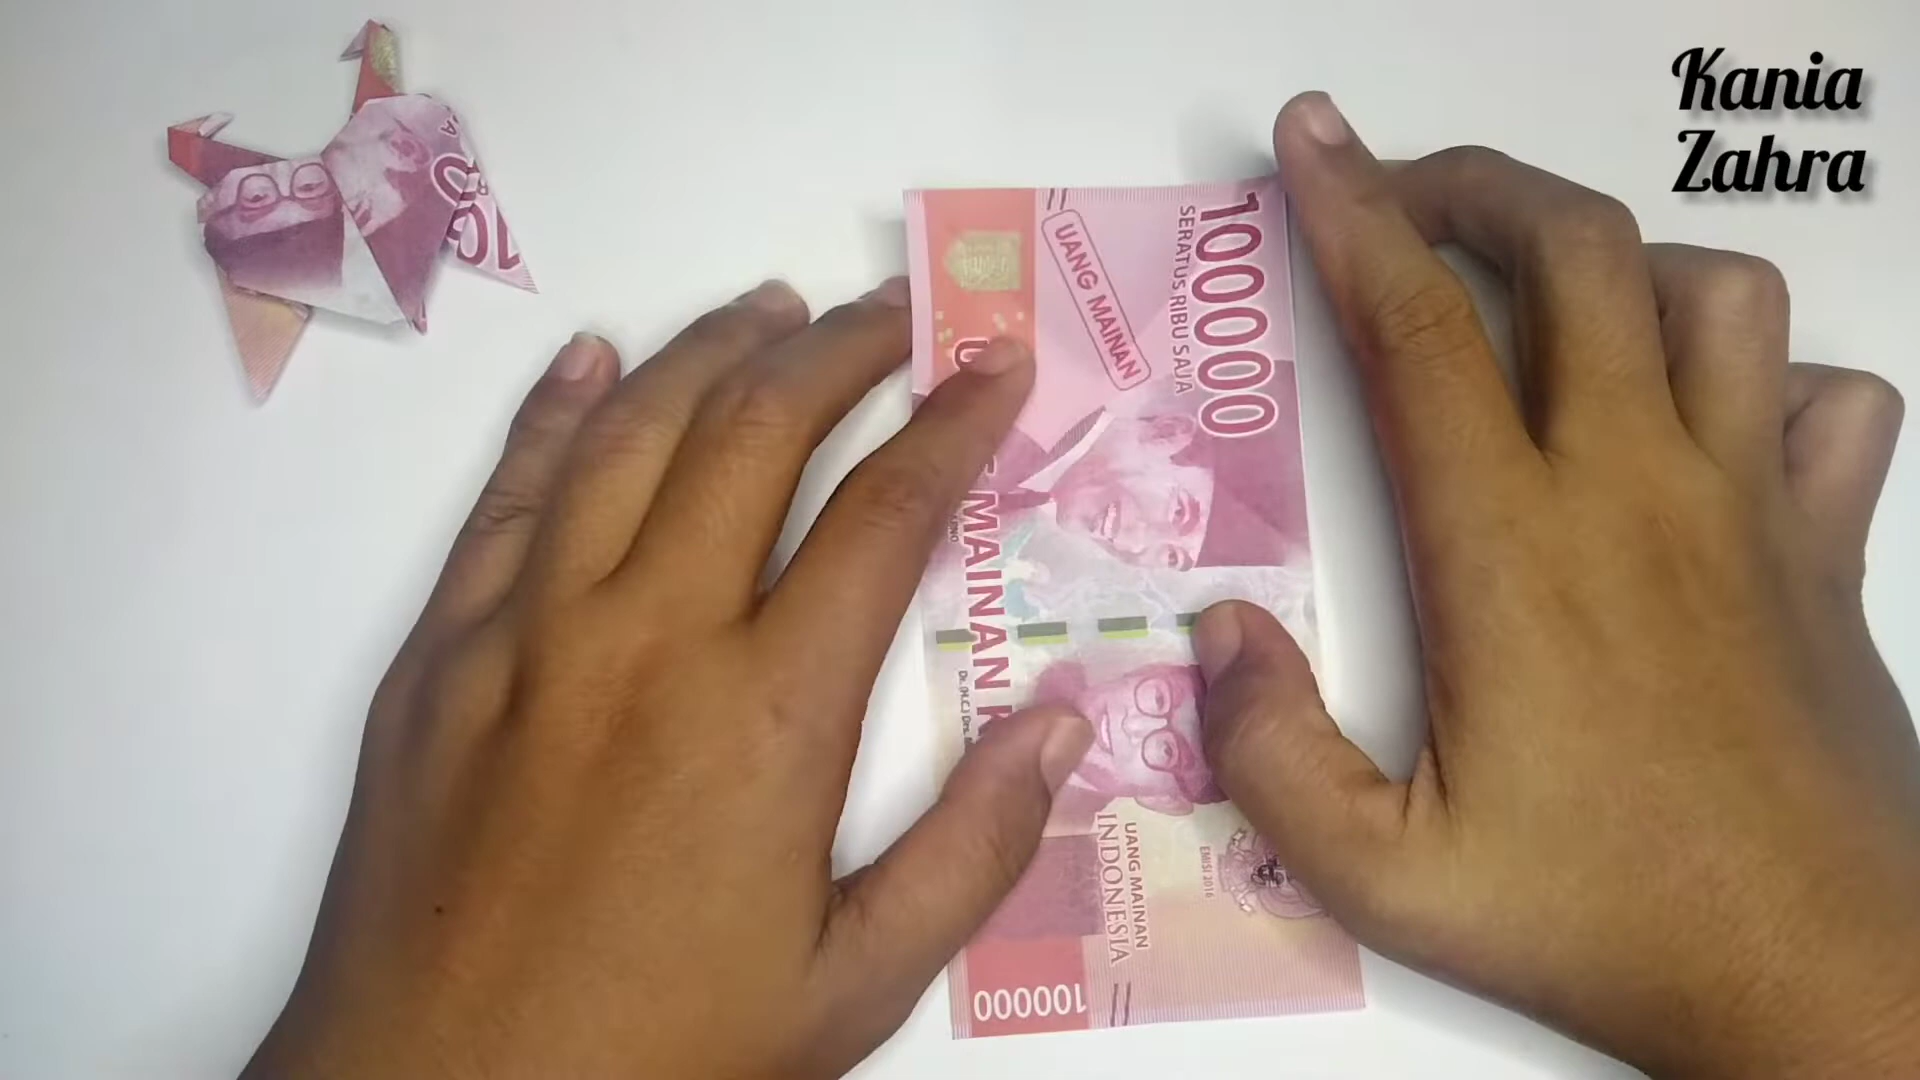 Kania
Zahra
100000
SERATUS RIBU SAJA
UANG MAINAN
MAINAN
UANG MAINAN
INDONESIA
EMISI 2016
100000